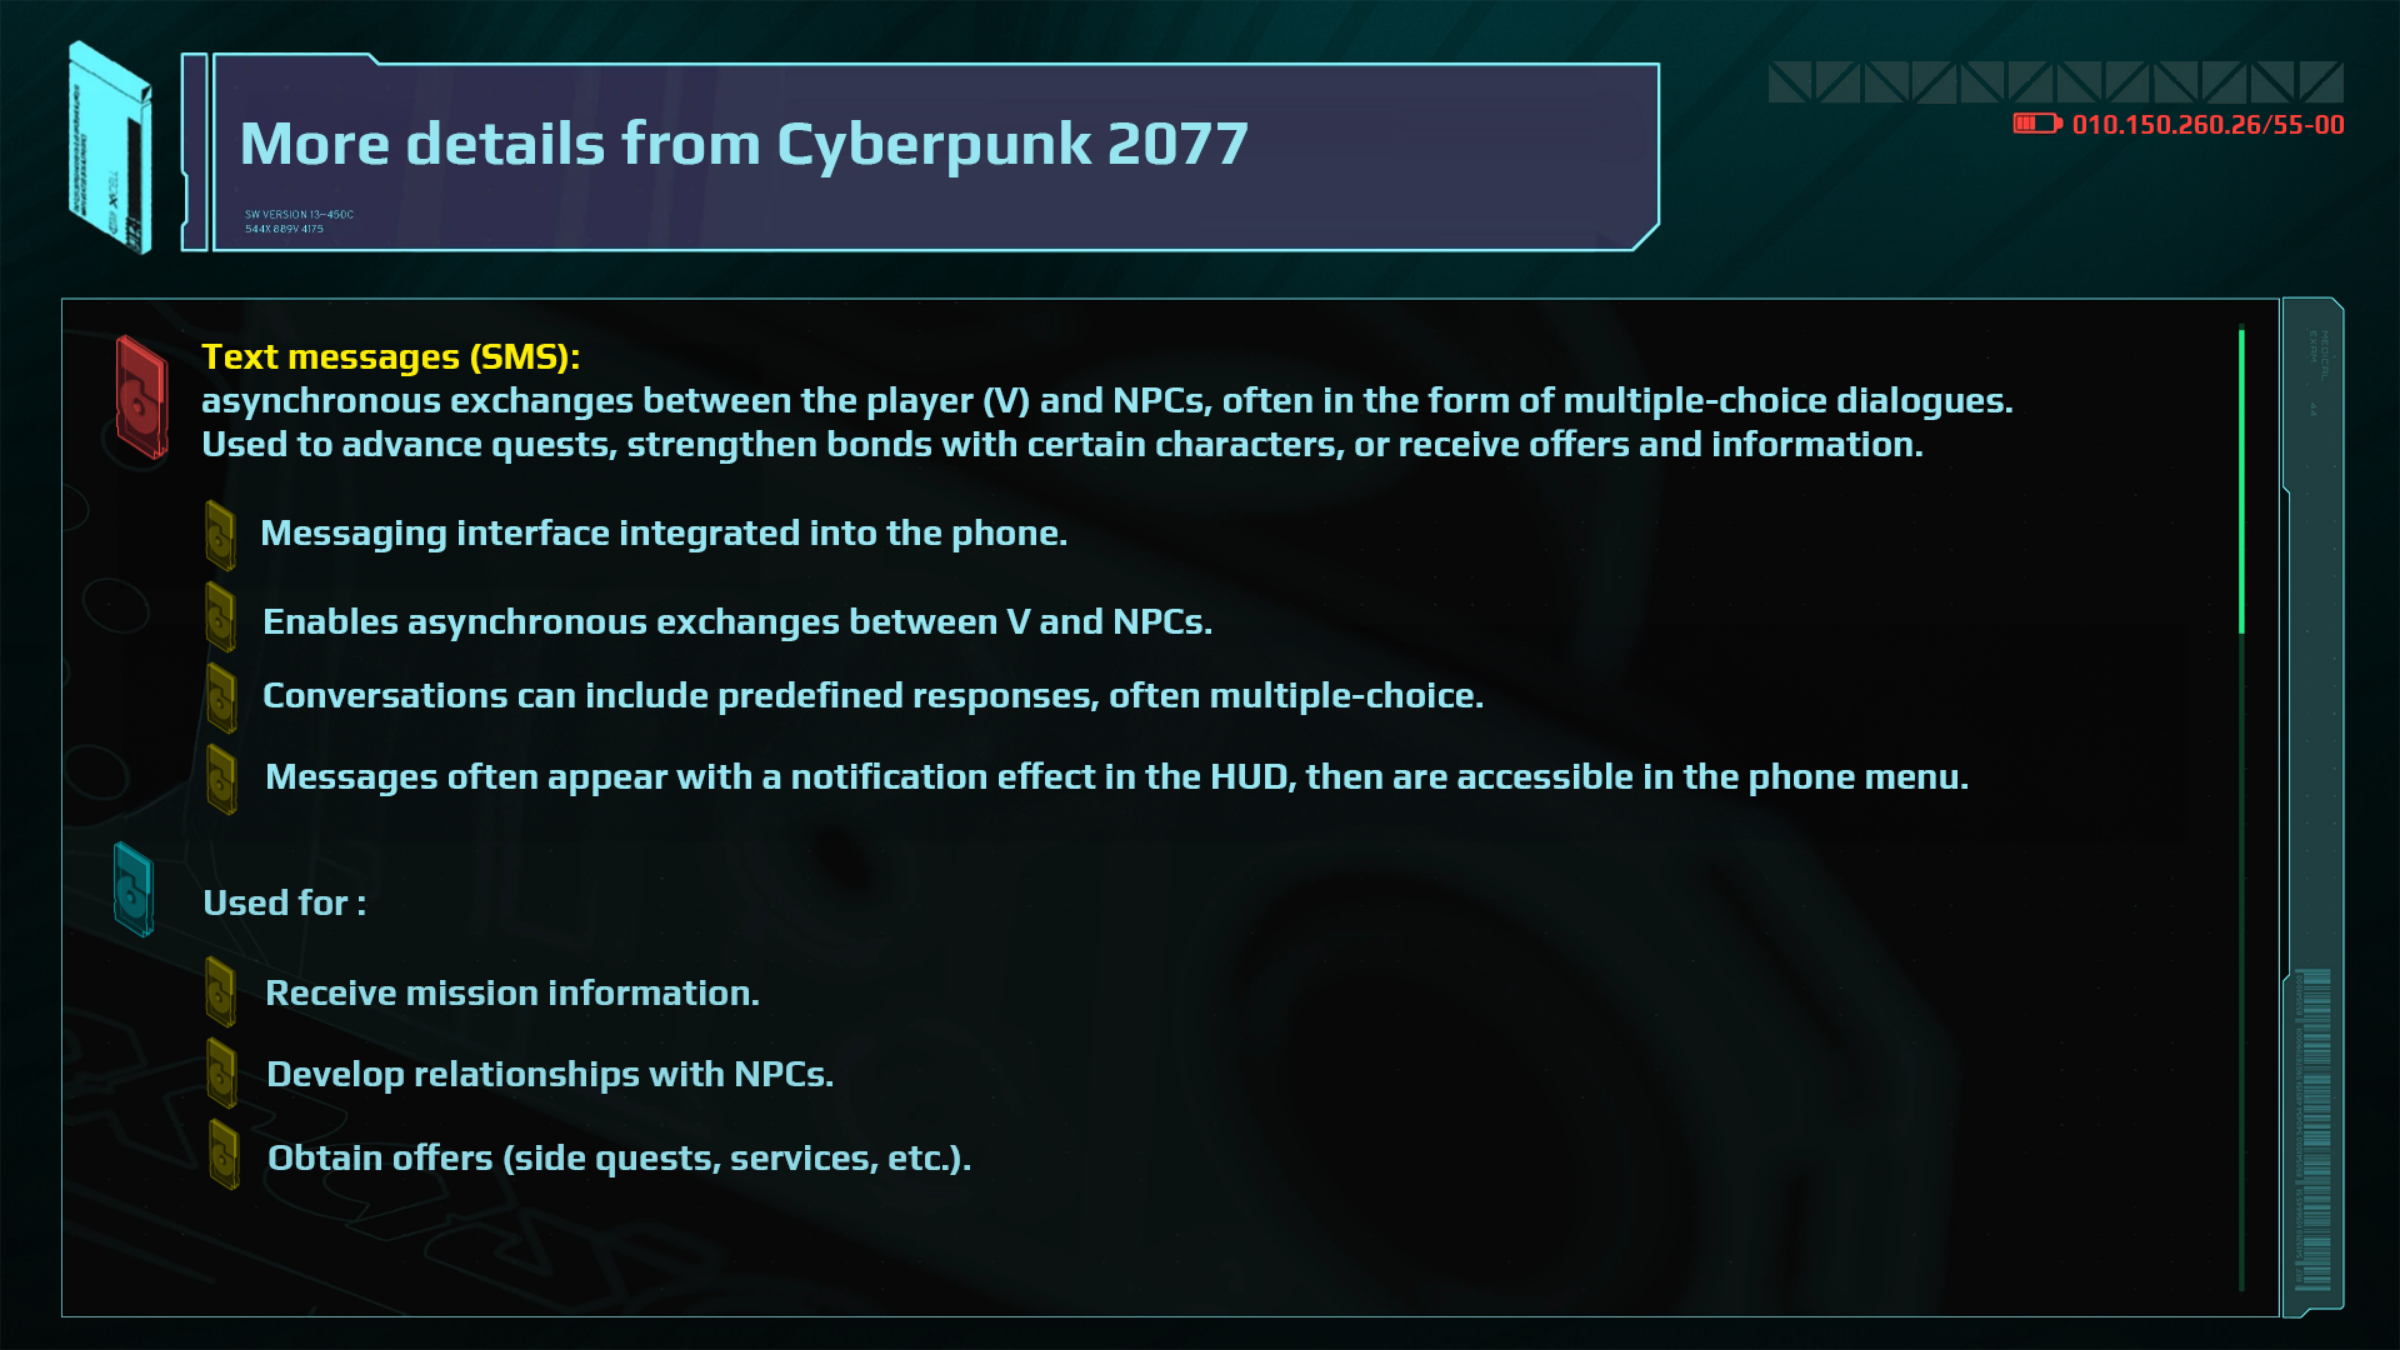 More details from Cyberpunk 2077
SW VERSION 13-450C
544X 889V 4175
010.150.260.26/55-00
Text messages (SMS):
asynchronous exchanges between the player (V) and NPCs, often in the form of multiple-choice dialogues.
Used to advance quests, strengthen bonds with certain characters, or receive offers and information.
Messaging interface integrated into the phone.
Enables asynchronous exchanges between V and NPCs.
Conversations can include predefined responses, often multiple-choice.
Messages often appear with a notification effect in the HUD, then are accessible in the phone menu.
Used for :
Receive mission information.
Develop relationships with NPCs.
Obtain offers (side quests, services, etc.).
MEDICAL
EXAM
44